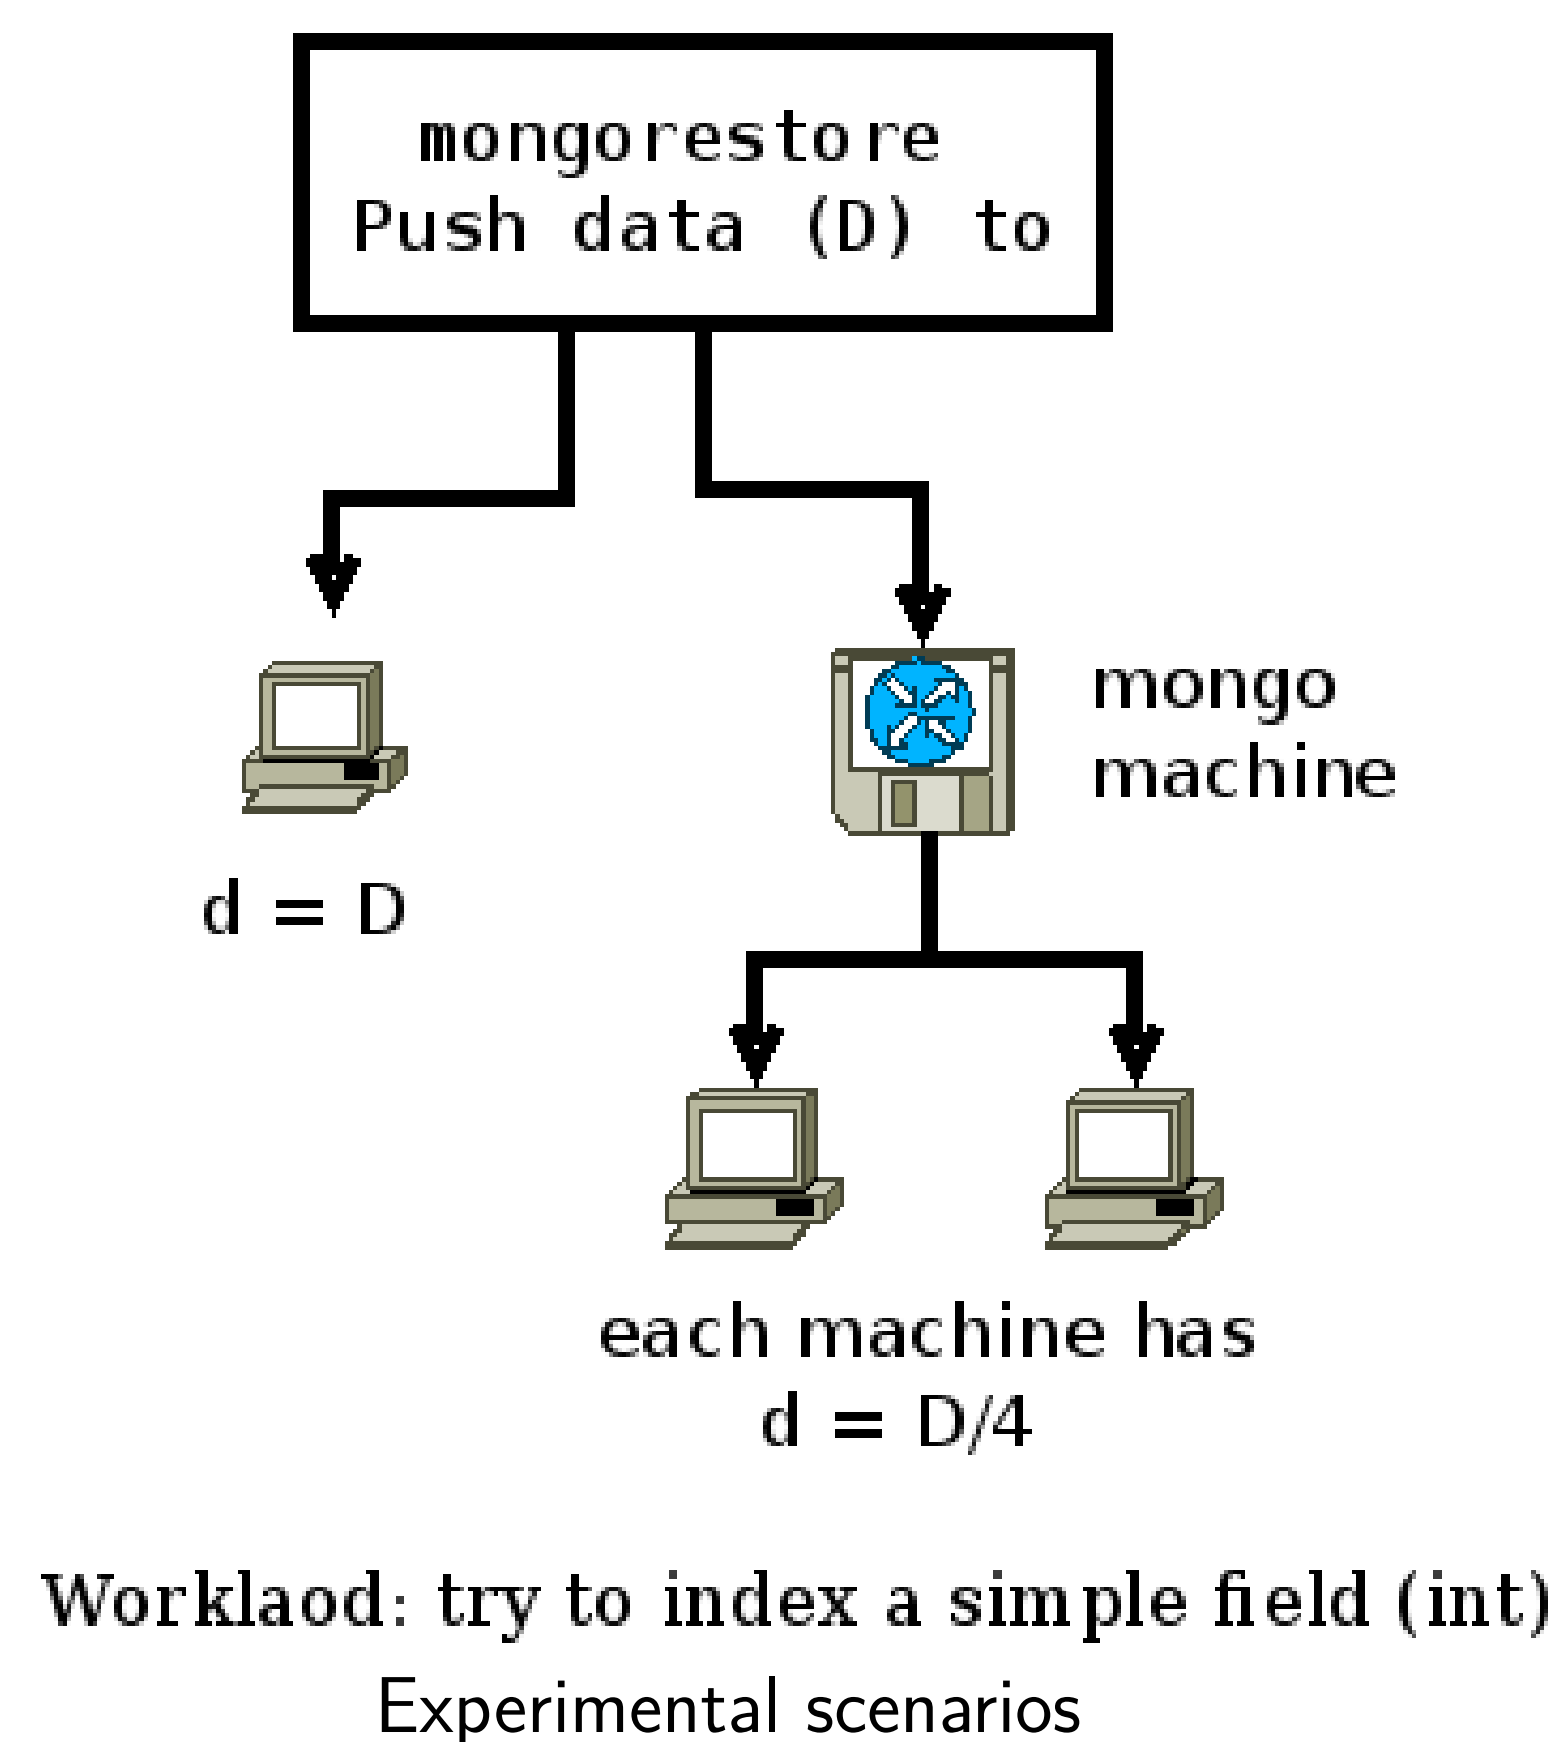 mongorestore
Push data (D) to
mongo
machine
d = D
each machine has
d = D/4
Worklaod: try to index a simple field (int)
Experimental scenarios